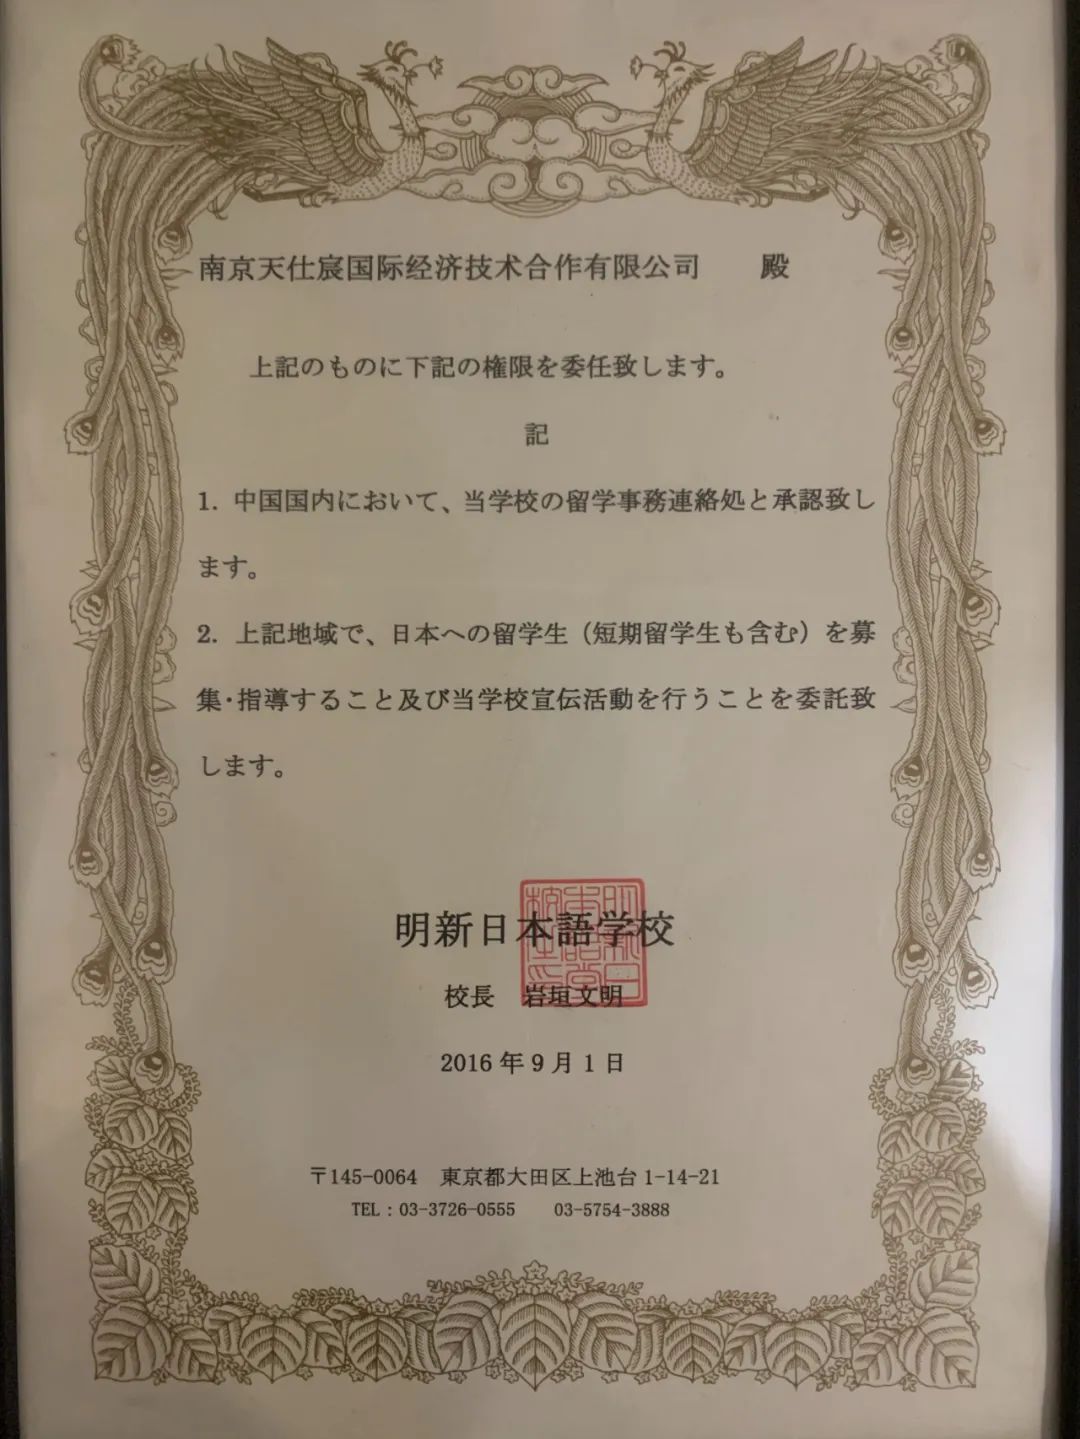 南京天仕宸国际经济技术合作有限公司　　殿
上記のものに下記の権限を委任致します。
記
1. 中国国内において、当学校の留学事務連絡処と承認致し
ます。
2. 上記地域で、日本への留学生（短期留学生も含む）を募
集・指導すること及び当学校宣伝活動を行うことを委託致
します。
明新日本語学校
校長　岩垣文明
2016年9月1日
〒145-0064　東京都大田区上池台1-14-21
TEL：03-3726-0555　　03-5754-3888